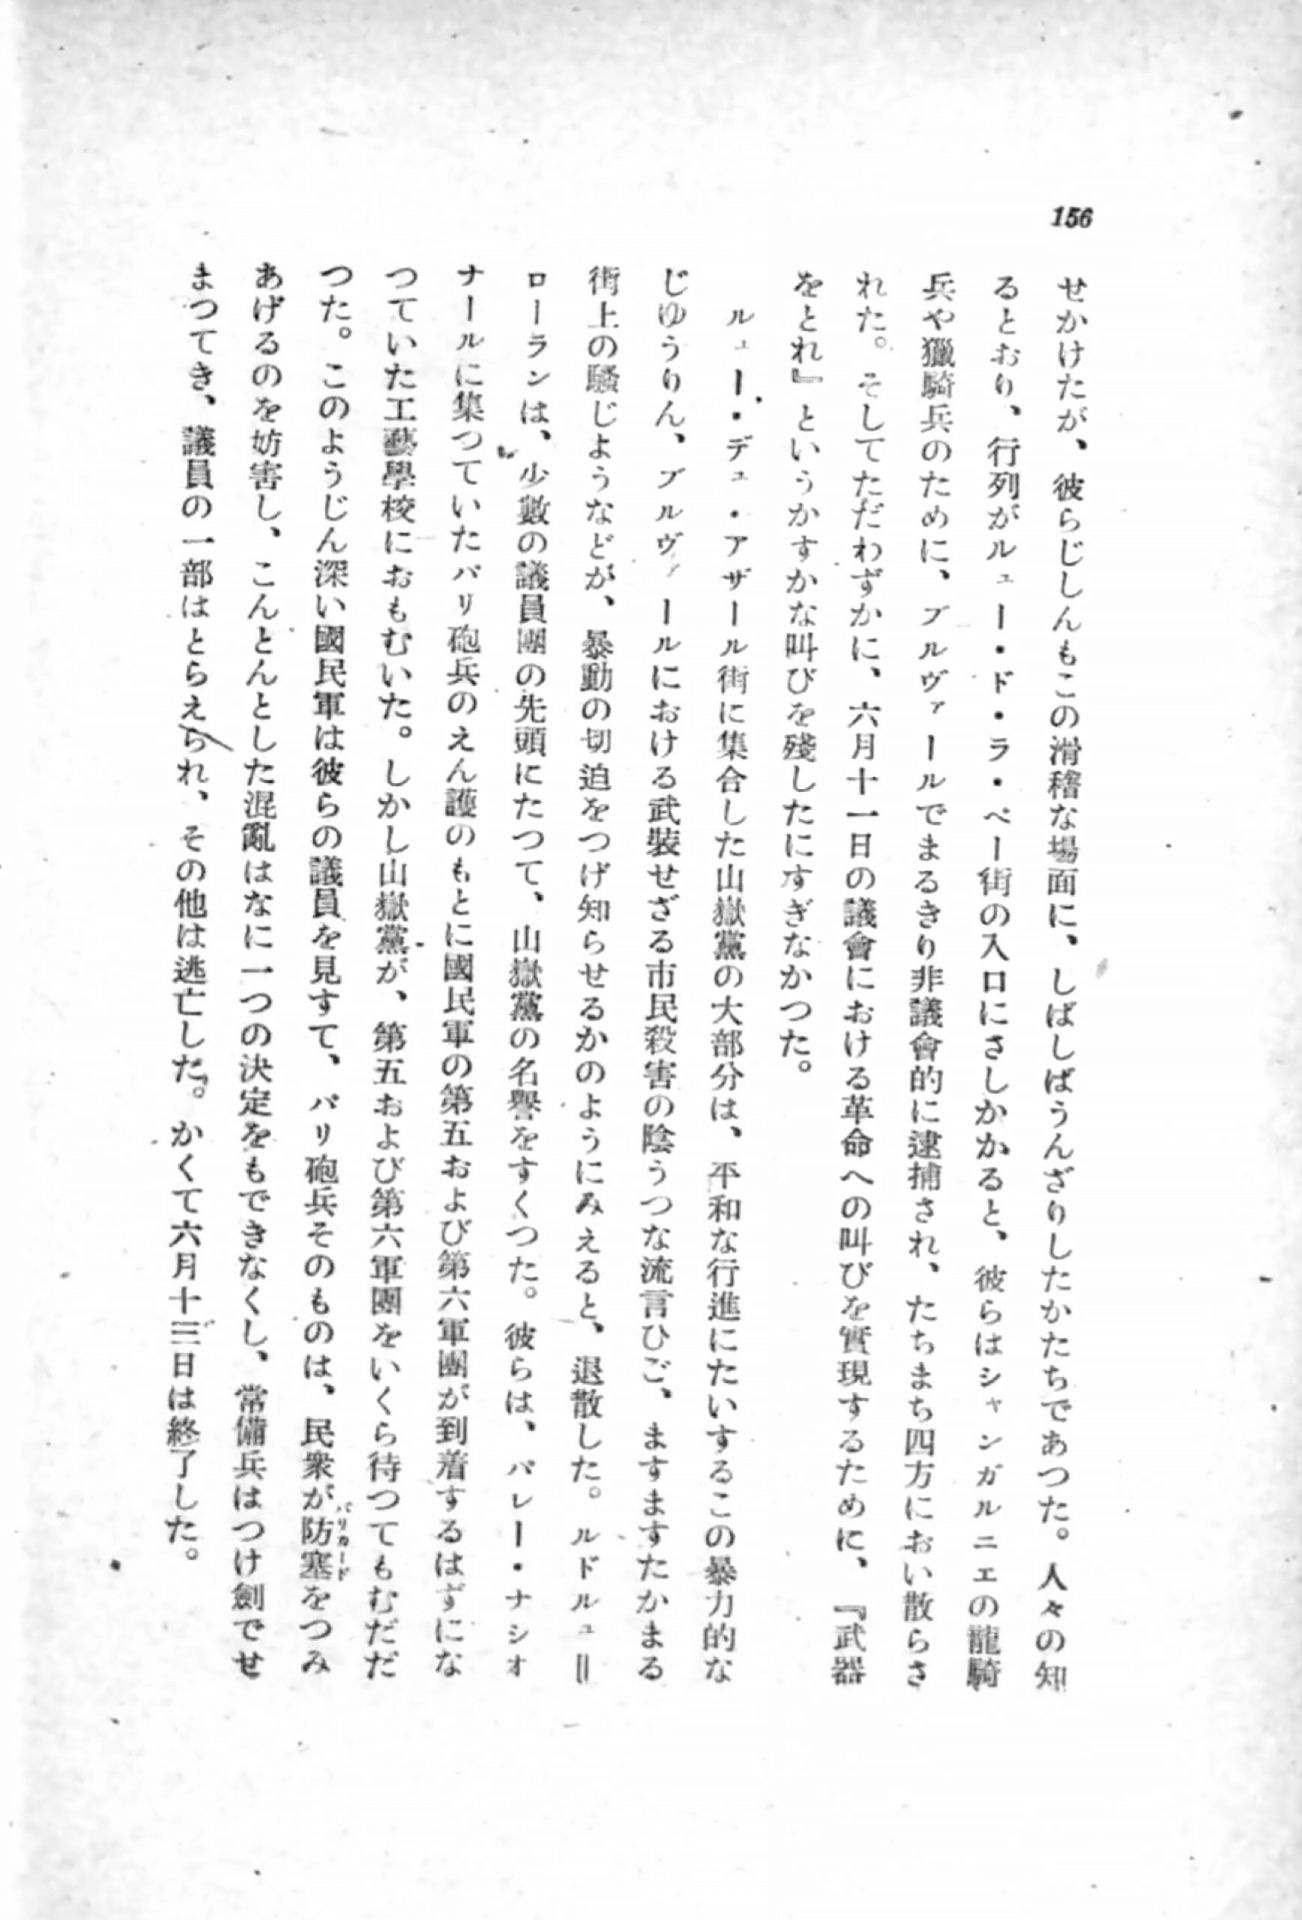 156
せかけたが、彼らじしんもこの滑稽な場面に、しばしばうんざりしたかたちであつた。人々の知
るとおり、行列がルュー・ド・ラ・ペー街の入口にさしかかると、彼らはシャンガルニエの龍騎
兵や獵騎兵のために、ブルヴァールでまるきり非議會的に逮捕され、たちまち四方におい散らさ
れた。そしてただわずかに、六月十一日の議會における革命への叫びを實現するために、『武器
をとれ』というかすかな叫びを殘したにすぎなかつた。
ルュー・デュ・アザール街に集合した山嶽黨の大部分は、平和な行進にたいするこの暴力的な
じゆうりん、ブルヴァールにおける武裝せざる市民殺害の陰うつな流言ひご、ますますたかまる
街上の騒じようなどが、暴動の切迫をつげ知らせるかのようにみえると、退散した。ルドルュ＝
ローランは、少數の議員團の先頭にたつて、山嶽黨の名譽をすくつた。彼らは、パレー・ナシオ
ナールに集つていたパリ砲兵のえん護のもとに國民軍の第五および第六軍團が到着するはずにな
つていた工藝學校におもむいた。しかし山嶽黨が、第五および第六軍團をいくら待つてもむだだ
つた。このようじん深い國民軍は彼らの議員を見すて、パリ砲兵そのものは、民衆が防塞をつみ
バリカード
あげるのを妨害し、こんとんとした混亂はなに一つの決定をもできなくし、常備兵はつけ劍でせ
まつてき、議員の一部はとらえられ、その他は逃亡した。かくて六月十三日は終了した。